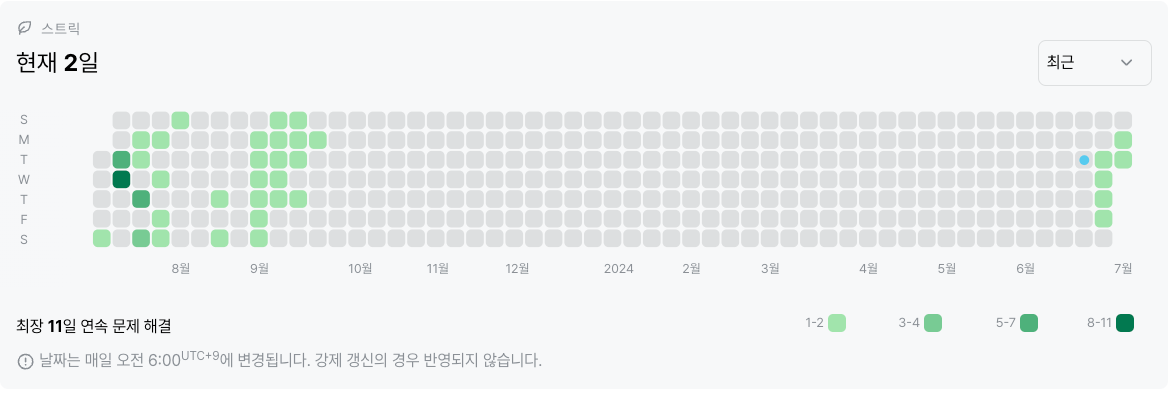 스트릭
현재 2일
최근
S
M
T
W
T
F
S
8월 9월 10월 11월 12월 2024 2월 3월 4월 5월 6월 7월
최장 11일 연속 문제 해결
1-2 3-4 5-7 8-11
날짜는 매일 오전 6:00UTC+9에 변경됩니다. 강제 갱신의 경우 반영되지 않습니다.